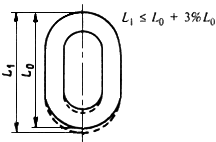 L₁ ≤ L₀ + 3%L₀
L₁
L₀